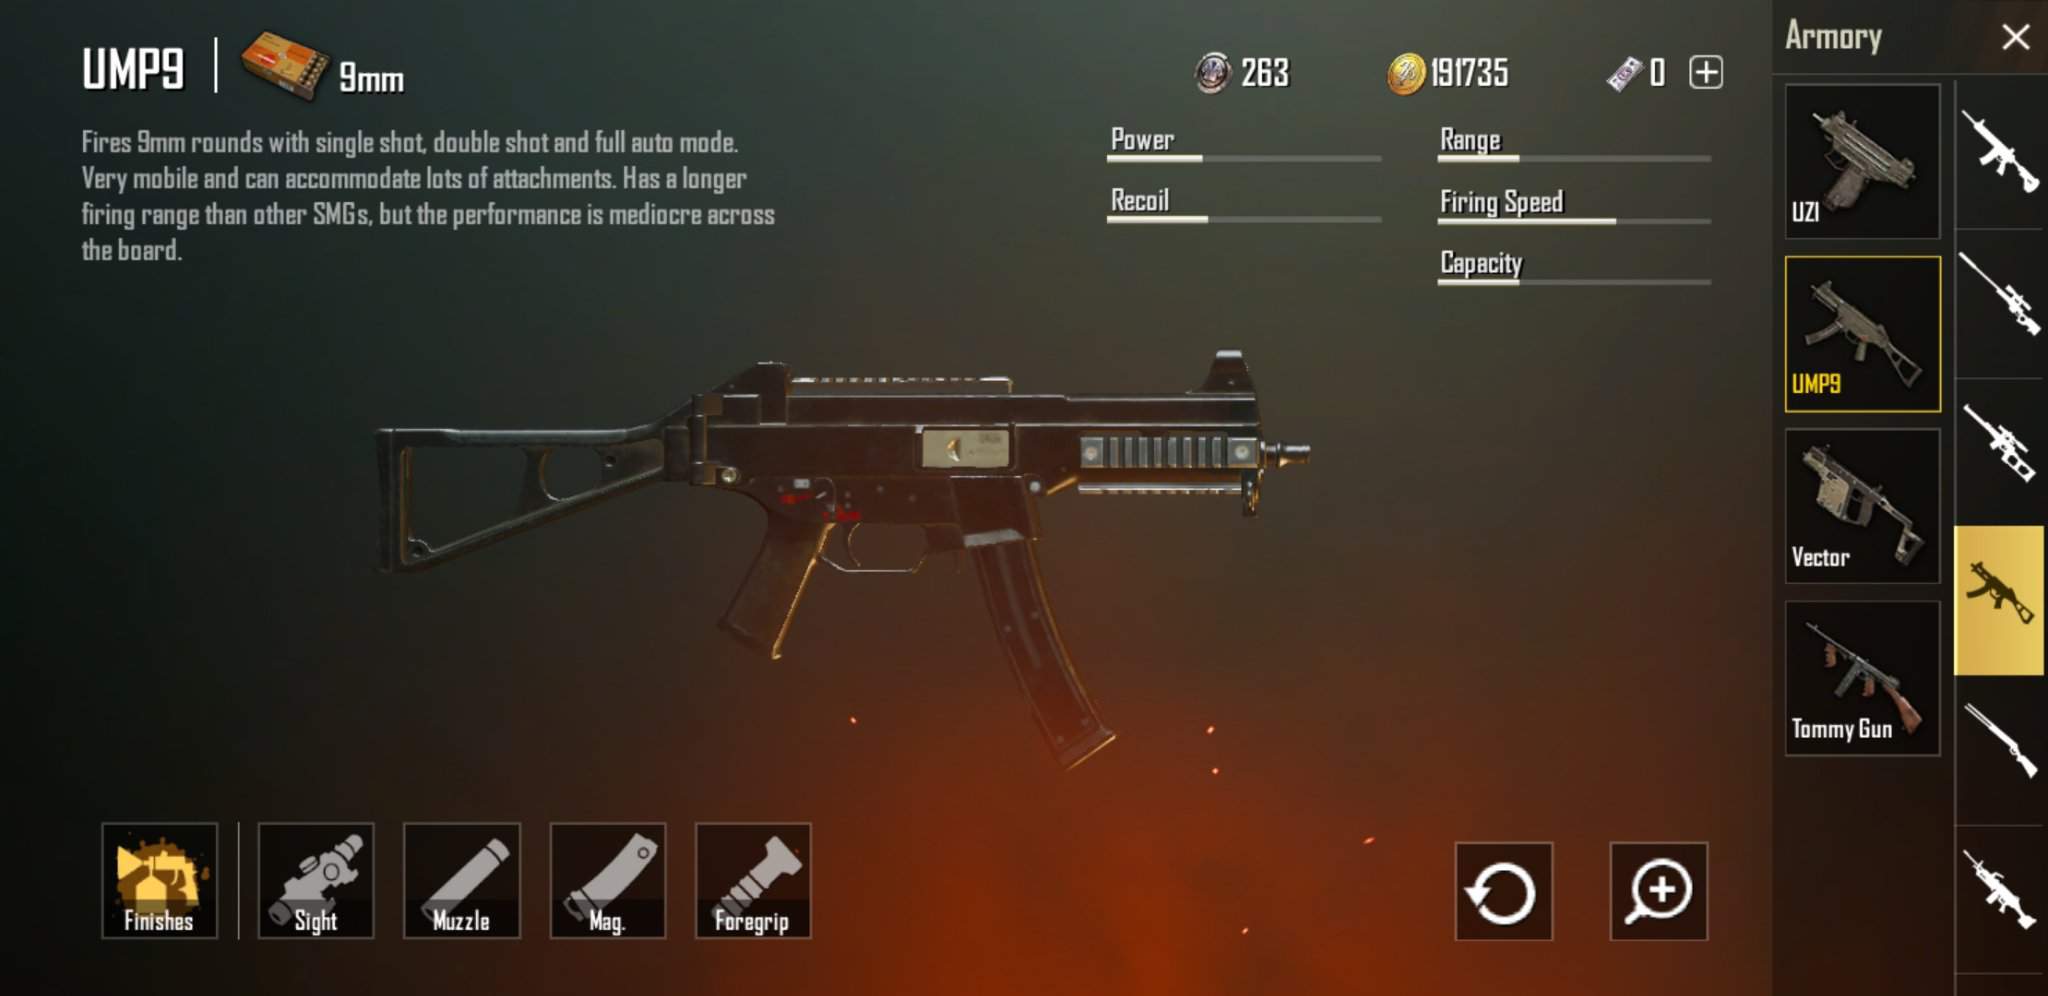 UMP9
9mm
263
191735
0
Armory
Fires 9mm rounds with single shot, double shot and full auto mode.
Very mobile and can accommodate lots of attachments. Has a longer
firing range than other SMGs, but the performance is mediocre across
the board.
Power
Range
Recoil
Firing Speed
Capacity
UZI
UMP9
Vector
Tommy Gun
Finishes
Sight
Muzzle
Mag.
Foregrip